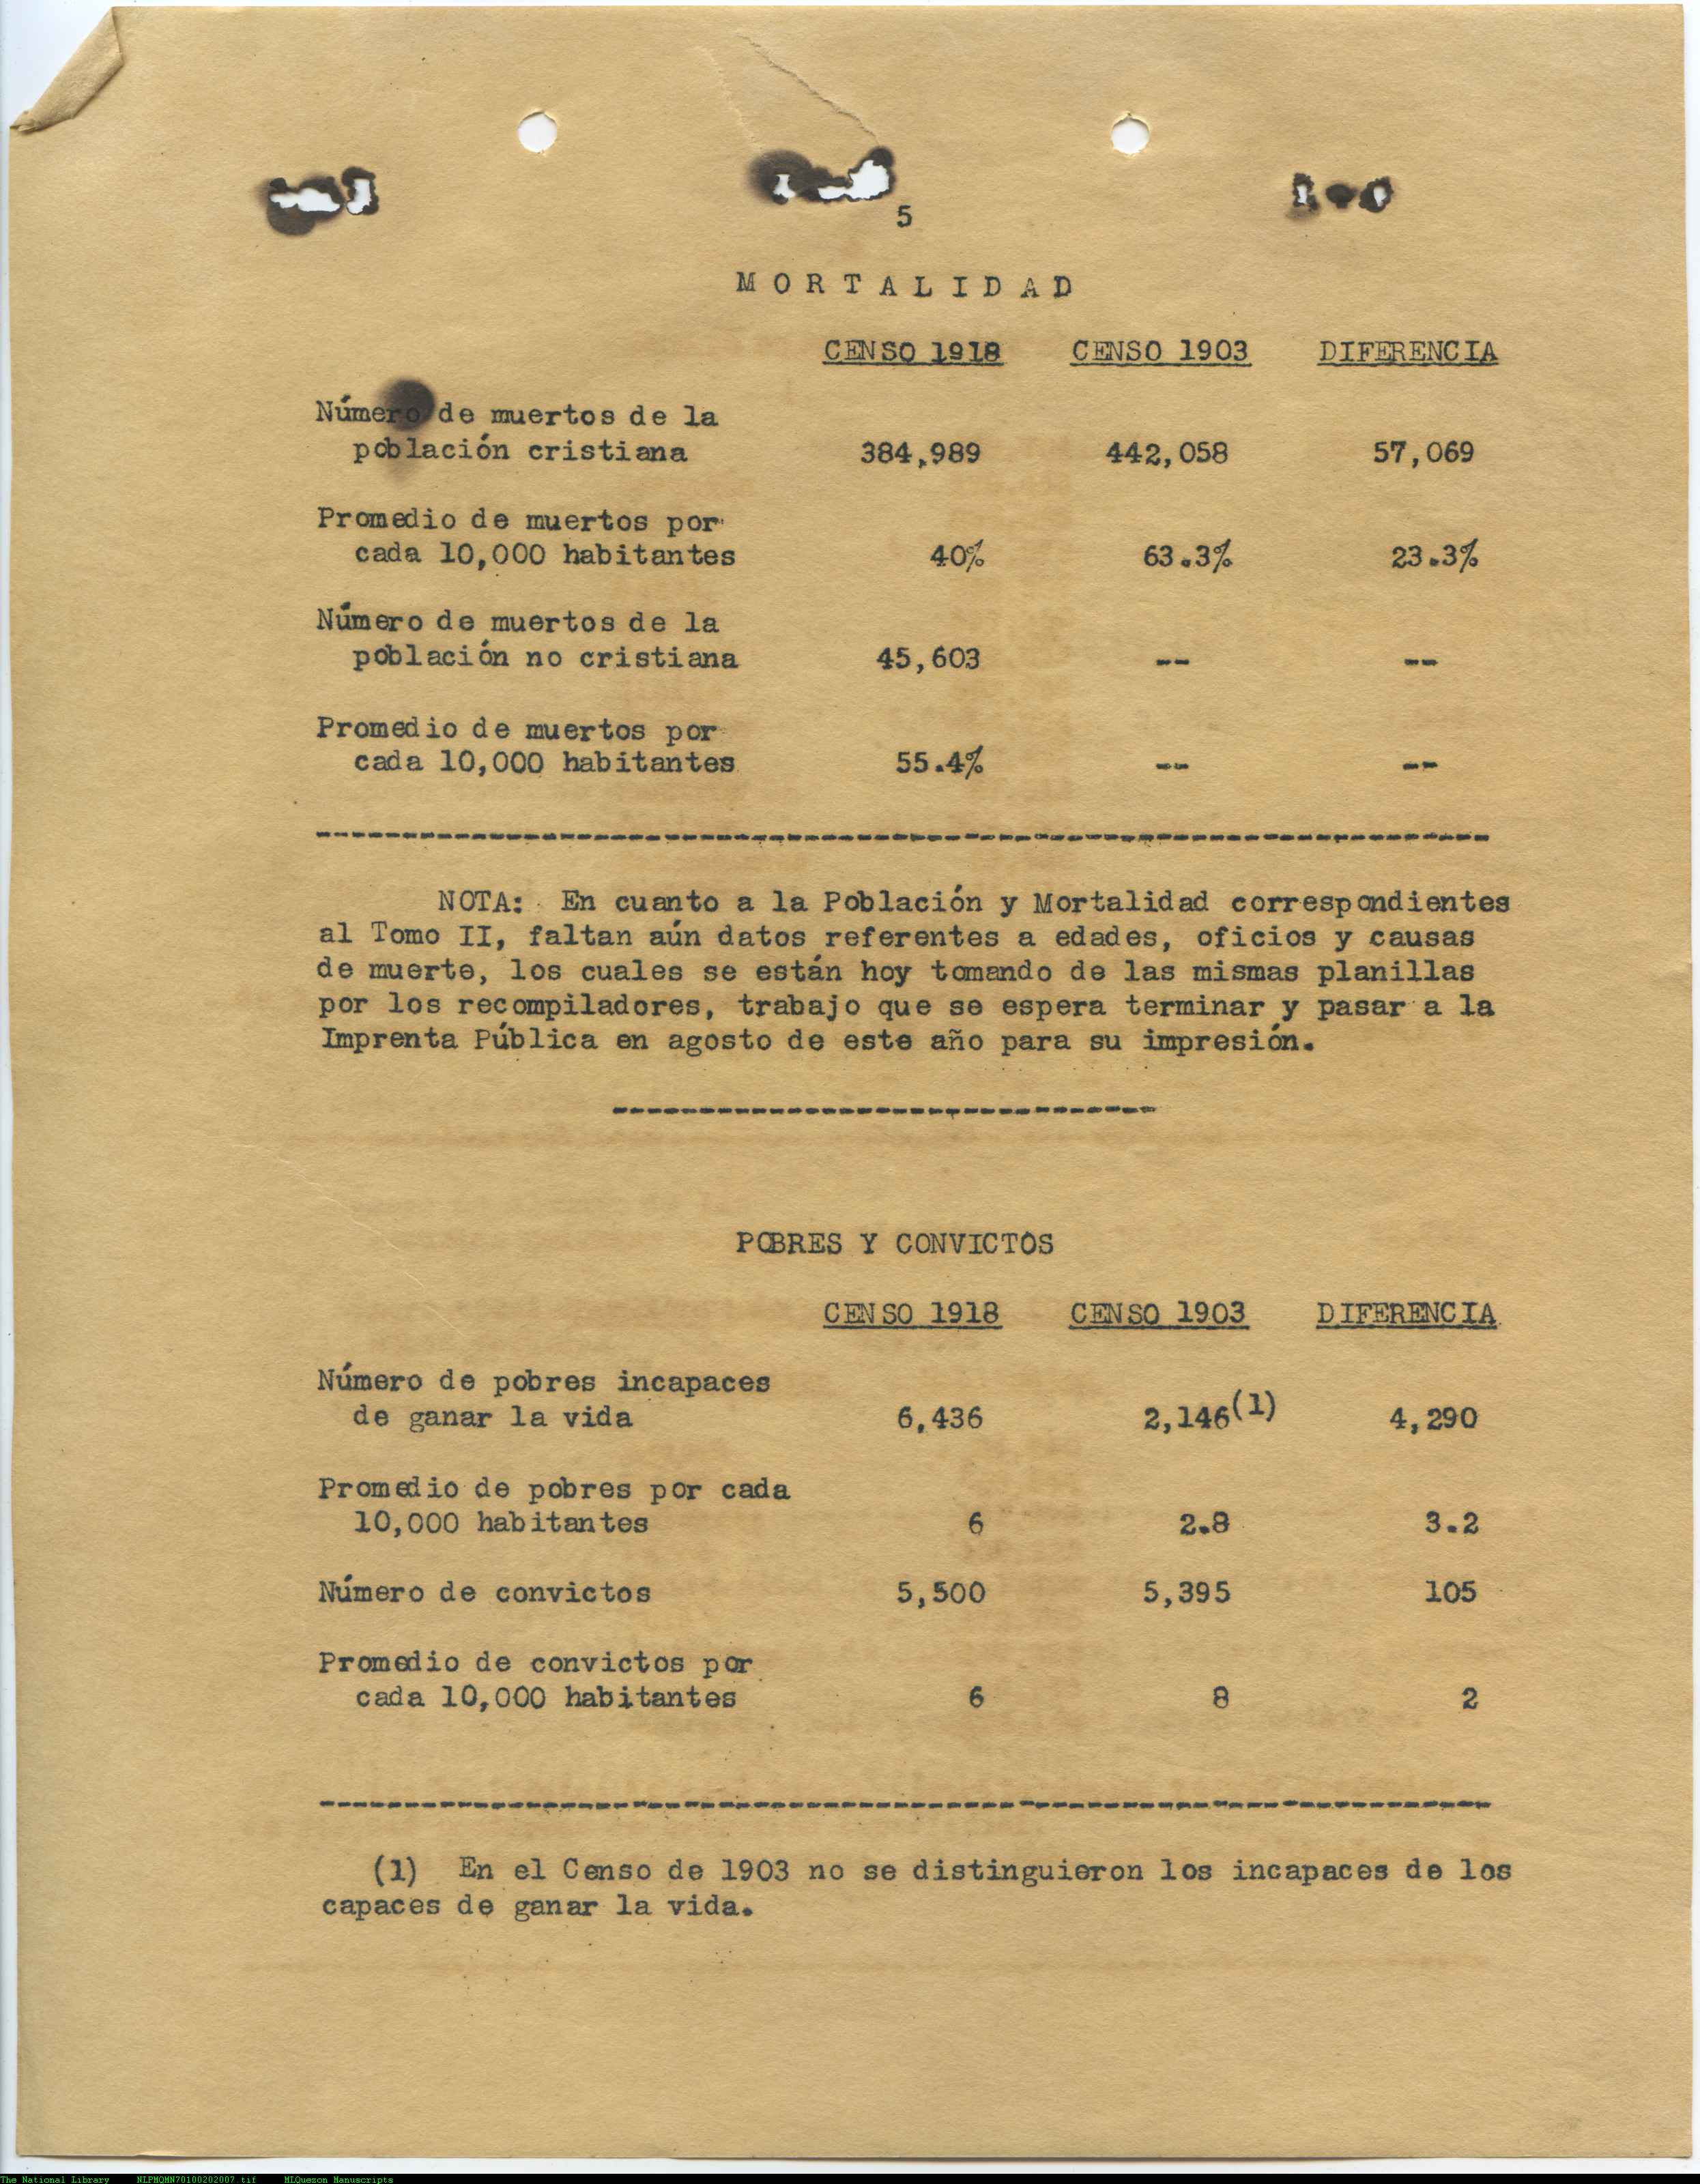 5
MORTALIDAD
CENSO 1918 CENSO 1903 DIFERENCIA
Número de muertos de la
población cristiana 384,989 442,058 57,069
Promedio de muertos por
cada 10,000 habitantes 40% 63.3% 23.3%
Número de muertos de la
población no cristiana 45,603 -- --
Promedio de muertos por
cada 10,000 habitantes 55.4% -- --
NOTA: En cuanto a la Población y Mortalidad correspondientes
al Tomo II, faltan aún datos referentes a edades, oficios y causas
de muerte, los cuales se están hoy tomando de las mismas planillas
por los recompiladores, trabajo que se espera terminar y pasar a la
Imprenta Pública en agosto de este año para su impresión.
POBRES Y CONVICTOS
CENSO 1918 CENSO 1903 DIFERENCIA
Número de pobres incapaces
de ganar la vida 6,436 2,146(1) 4,290
Promedio de pobres por cada
10,000 habitantes 6 2.8 3.2
Número de convictos 5,500 5,395 105
Promedio de convictos por
cada 10,000 habitantes 6 8 2
(1) En el Censo de 1903 no se distinguieron los incapaces de los
capaces de ganar la vida.
The National Library NLPMQMN70100202007.tif MLQuezon Manuscripts